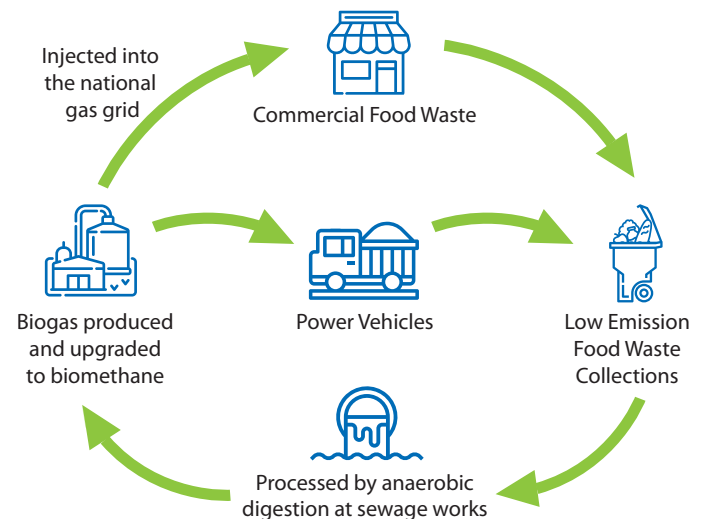 Injected into
the national
gas grid
Commercial Food Waste
Biogas produced
and upgraded
to biomethane
Power Vehicles
Low Emission
Food Waste
Collections
Processed by anaerobic
digestion at sewage works